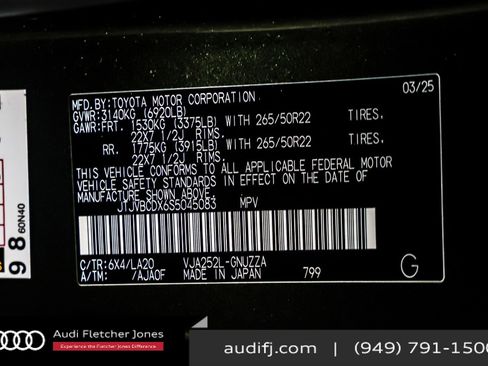 03/25
MFD. BY: TOYOTA MOTOR CORPORATION
GVWR: 3140KG (6920LB)
GAWR: FRT. 1530KG (3375LB) WITH 265/50R22 TIRES.
22X7 1/2J RIMS.
RR. 1775KG (3915LB) WITH 265/50R22 TIRES.
22X7 1/2J RIMS.
THIS VEHICLE CONFORMS TO ALL APPLICABLE FEDERAL MOTOR
VEHICLE SAFETY STANDARDS IN EFFECT ON THE DATE OF
MANUFACTURE SHOWN ABOVE.
JTJVBCDX6S5045083 MPV
C/TR: 6X4/LA20 VJA252L-GNUZZA
A/TM: /AJA0F MADE IN JAPAN 799
G
98
60N40
Audi Fletcher Jones
Experience the Fletcher Jones Difference.
audifj.com | (949) 791-1500